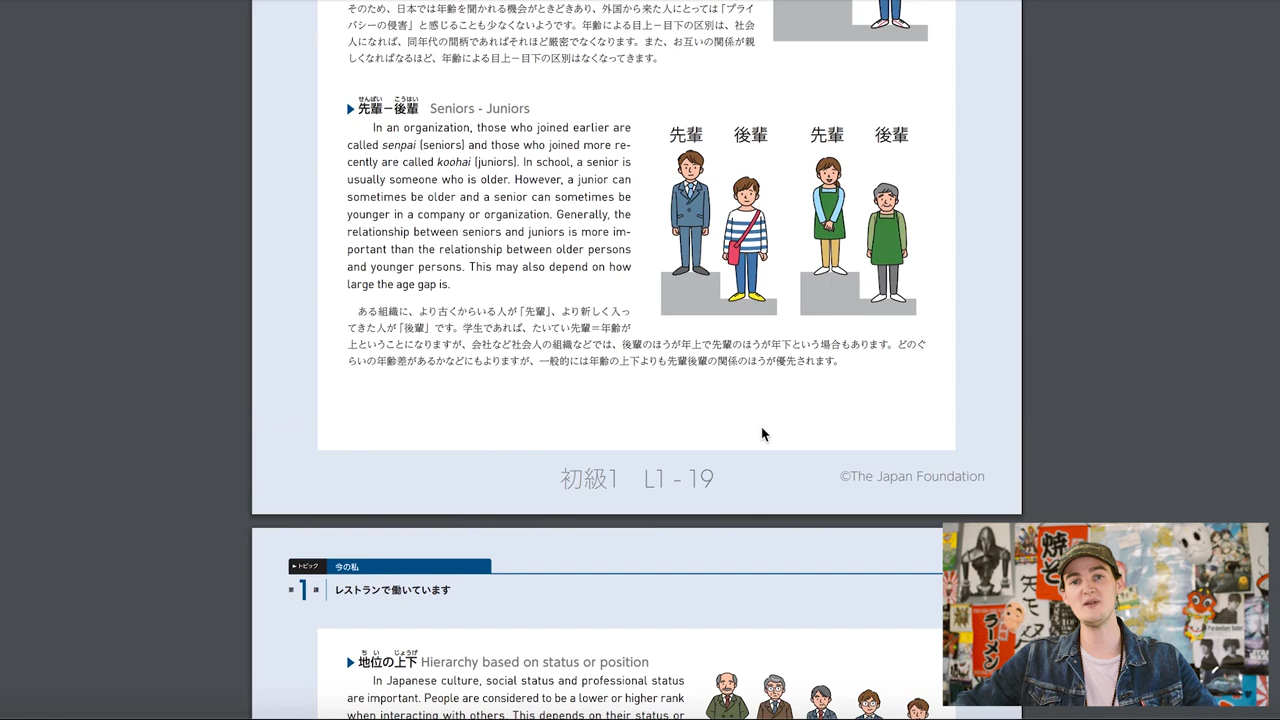 そのため、日本では年齢を聞かれる機会がときどきあり、外国から来た人にとっては「プライ
バシーの侵害」と感じることも少なくないようです。年齢による目上－目下の区別は、社会
人になれば、同年代の間柄であればそれほど厳密でなくなります。また、お互いの関係が親
しくなればなるほど、年齢による目上－目下の区別はなくなってきます。
せんぱい こうはい
▶先輩－後輩 Seniors - Juniors
In an organization, those who joined earlier are
called senpai (seniors) and those who joined more re-
cently are called koohai (juniors). In school, a senior is
usually someone who is older. However, a junior can
sometimes be older and a senior can sometimes be
younger in a company or organization. Generally, the
relationship between seniors and juniors is more im-
portant than the relationship between older persons
and younger persons. This may also depend on how
large the age gap is.
先輩 後輩 先輩 後輩
ある組織に、より古くからいる人が「先輩」、より新しく入っ
てきた人が「後輩」です。学生であれば、たいてい先輩＝年齢が
上ということになりますが、会社など社会人の組織などでは、後輩のほうが年上で先輩のほうが年下という場合もあります。どのぐ
らいの年齢差があるかなどにもよりますが、一般的には年齢の上下よりも先輩後輩の関係のほうが優先されます。
初級1 L1 - 19
©The Japan Foundation
▶トピック 今の私
第1課 レストランで働いています
ちい じょうげ
▶地位の上下 Hierarchy based on status or position
In Japanese culture, social status and professional status
are important. People are considered to be a lower or higher rank
when interacting with others. This depends on their status or
焼そ
ラーメン